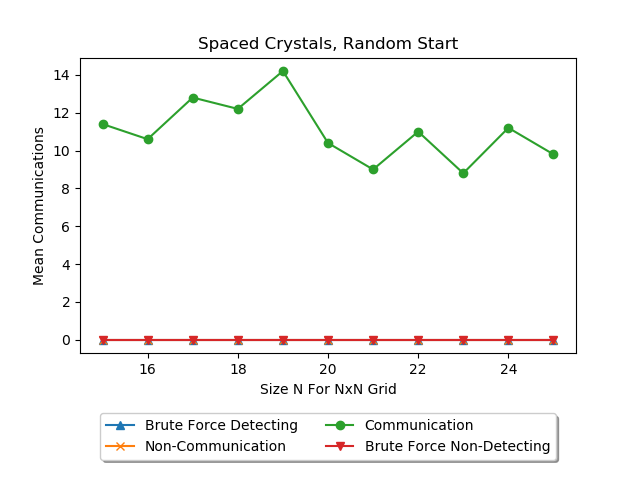 Spaced Crystals, Random Start
Mean Communications
14
12
10
8
6
4
2
0
16 18 20 22 24
Size N For NxN Grid
Brute Force Detecting
Non-Communication
Communication
Brute Force Non-Detecting